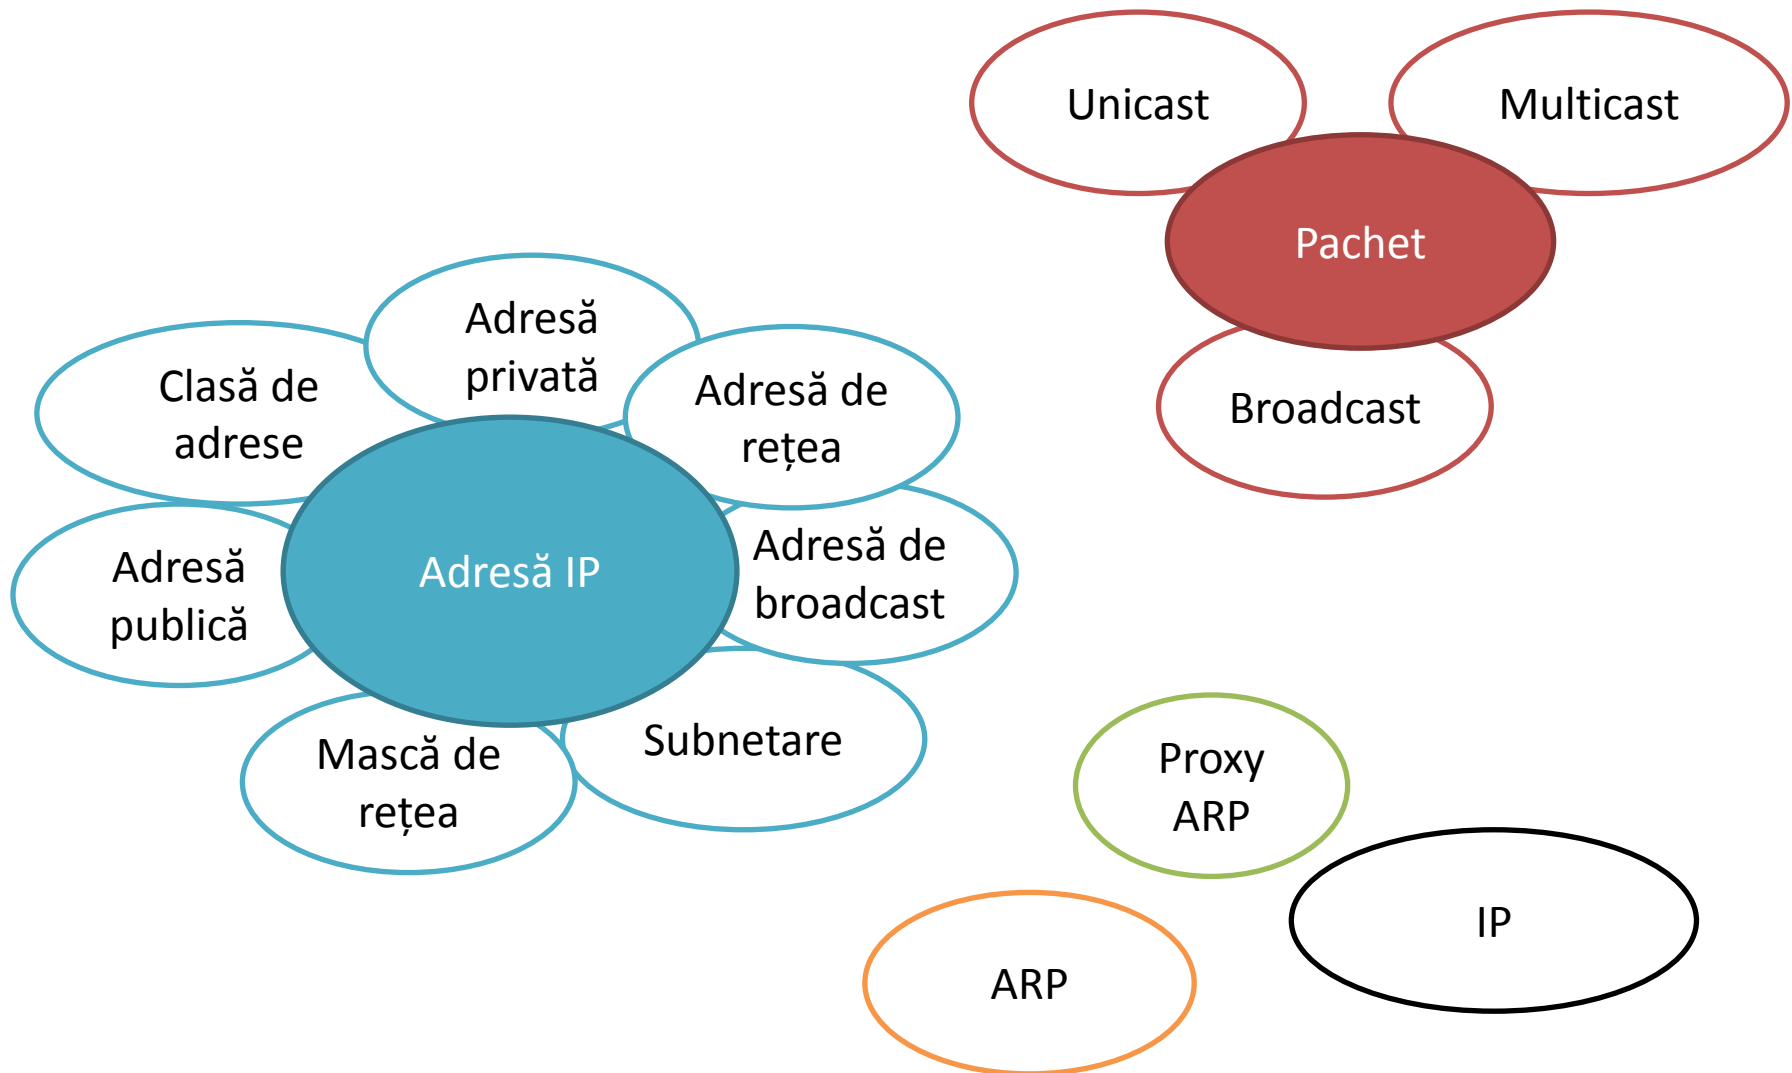 Unicast
Multicast
Pachet
Broadcast
Adresă
privată
Clasă de
adrese
Adresă de
rețea
Adresă
publică
Adresă IP
Adresă de
broadcast
Mască de
rețea
Subnetare
Proxy
ARP
IP
ARP